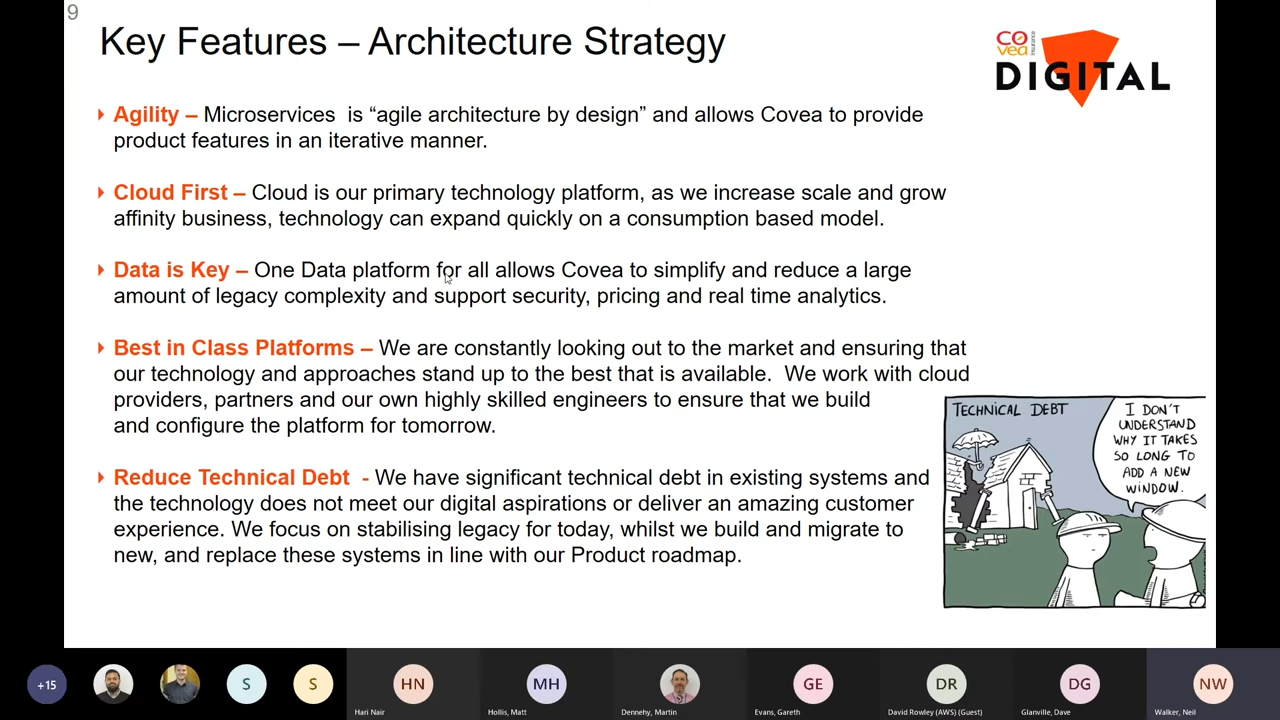 9
Key Features – Architecture Strategy
COvea insurance
DIGITAL
Agility – Microservices  is “agile architecture by design” and allows Covea to provide
product features in an iterative manner.
Cloud First – Cloud is our primary technology platform, as we increase scale and grow
affinity business, technology can expand quickly on a consumption based model.
Data is Key – One Data platform for all allows Covea to simplify and reduce a large
amount of legacy complexity and support security, pricing and real time analytics.
Best in Class Platforms – We are constantly looking out to the market and ensuring that
our technology and approaches stand up to the best that is available.  We work with cloud
providers, partners and our own highly skilled engineers to ensure that we build
and configure the platform for tomorrow.
Reduce Technical Debt  - We have significant technical debt in existing systems and
the technology does not meet our digital aspirations or deliver an amazing customer
experience. We focus on stabilising legacy for today, whilst we build and migrate to
new, and replace these systems in line with our Product roadmap.
TECHNICAL DEBT
I DON'T
UNDERSTAND
WHY IT TAKES
SO LONG TO
ADD A NEW
WINDOW.
+15
S
S
HN
Hari Nair
MH
Hollis, Matt
Dennehy, Martin
GE
Evans, Gareth
DR
David Rowley (AWS) (Guest)
DG
Glanville, Dave
NW
Walker, Neil